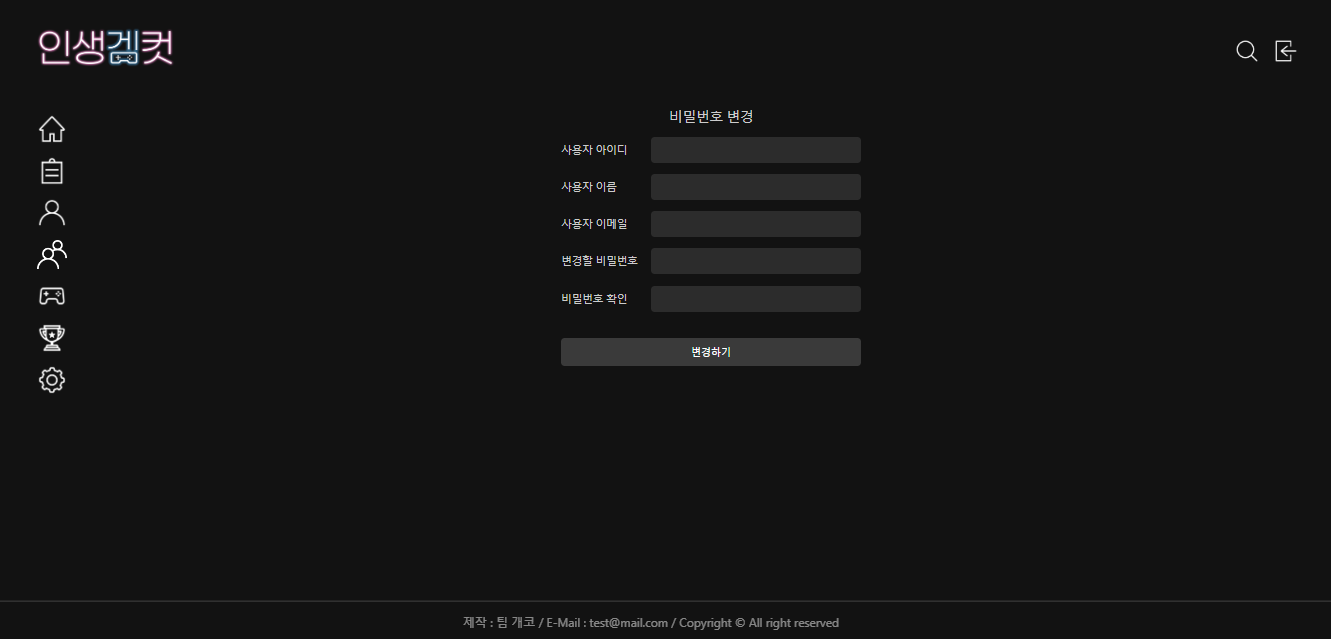 인생겜컷
비밀번호 변경
사용자 아이디
사용자 이름
사용자 이메일
변경할 비밀번호
비밀번호 확인
변경하기
제작 : 팀 개코 / E-Mail : test@mail.com / Copyright © All right reserved